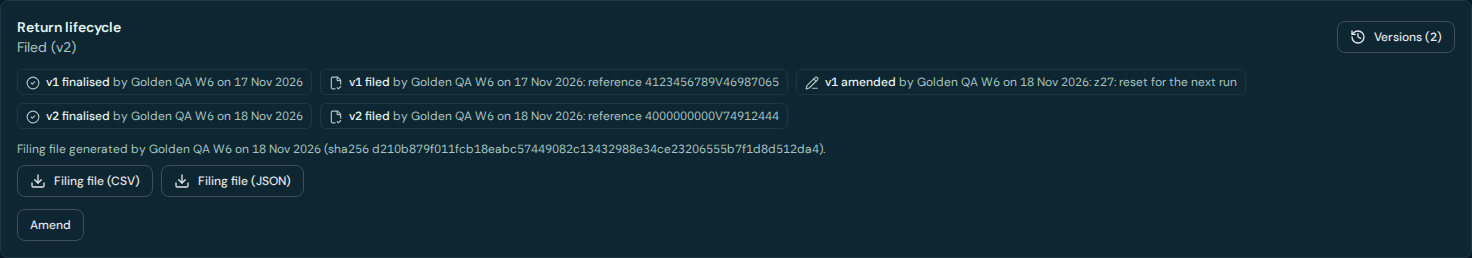 Return lifecycle
Filed (v2)
Versions (2)
v1 finalised by Golden QA W6 on 17 Nov 2026
v1 filed by Golden QA W6 on 17 Nov 2026: reference 4123456789V46987065
v1 amended by Golden QA W6 on 18 Nov 2026: z27: reset for the next run
v2 finalised by Golden QA W6 on 18 Nov 2026
v2 filed by Golden QA W6 on 18 Nov 2026: reference 4000000000V74912444
Filing file generated by Golden QA W6 on 18 Nov 2026 (sha256 d210b879f011fcb18eabc57449082c13432988e34ce23206555b7f1d8d512da4).
Filing file (CSV)
Filing file (JSON)
Amend